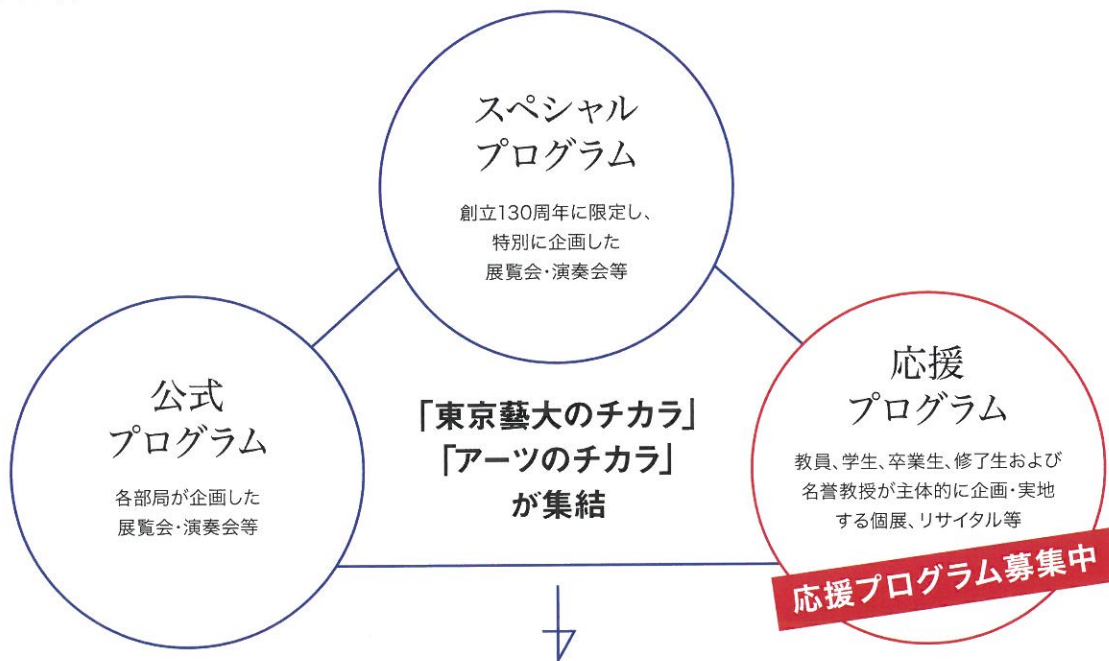 スペシャル
プログラム
創立130周年に限定し、
特別に企画した
展覧会・演奏会等
公式
プログラム
各部局が企画した
展覧会・演奏会等
「東京藝大のチカラ」
「アーツのチカラ」
が集結
応援
プログラム
教員、学生、卒業生、修了生および
名誉教授が主体的に企画・実地
する個展、リサイタル等
応援プログラム募集中